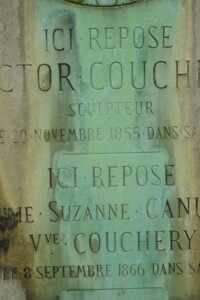 ICI · REPOSE
CTOR · COUCHE
SCULPTEUR
20 · NOVEMBRE 1855 · DANS · SA
ICI · REPOSE
ME · SUZANNE · CANU
VVE · COUCHERY
LE 8 SEPTEMBRE 1866 DANS SA